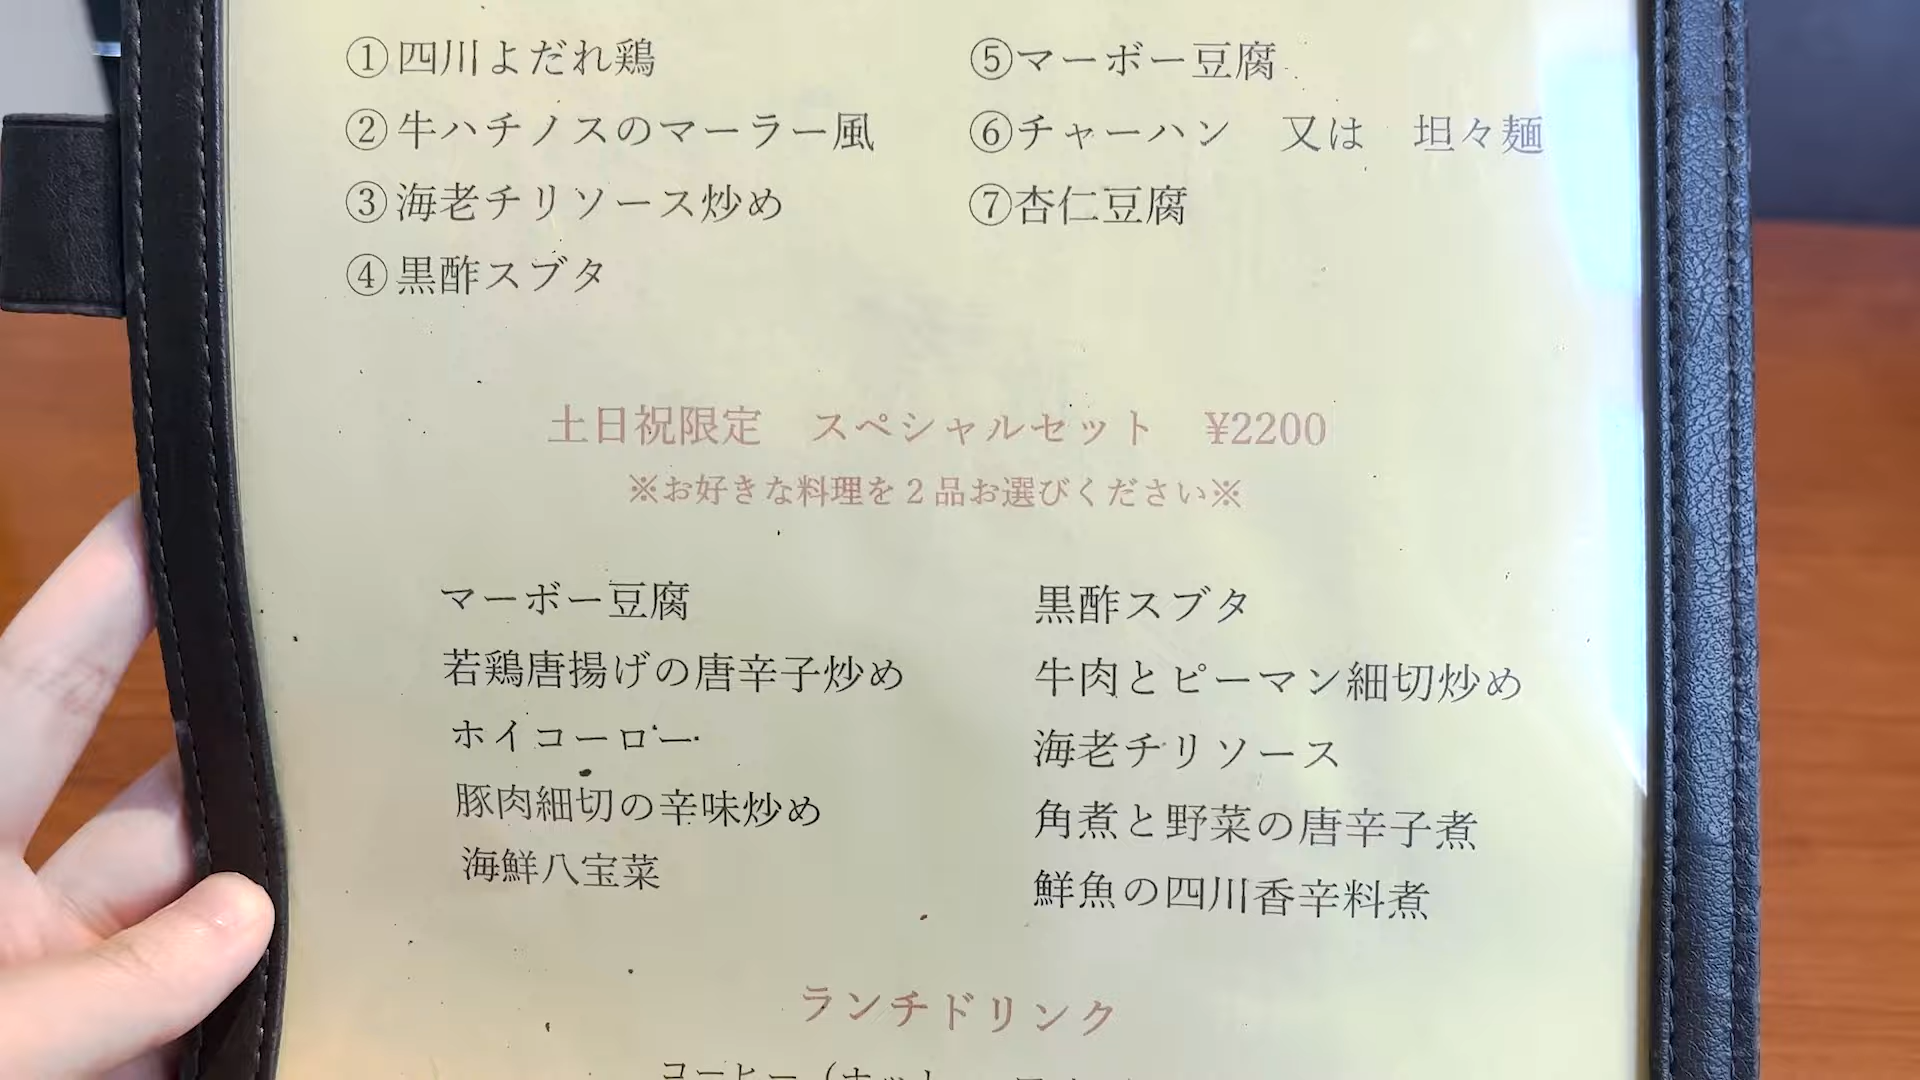 ①四川よだれ鶏
②牛ハチノスのマーラー風
③海老チリソース炒め
④黒酢スブタ
⑤マーボー豆腐
⑥チャーハン　又は　坦々麺
⑦杏仁豆腐
土日祝限定　スペシャルセット　¥2200
※お好きな料理を2品お選びください※
マーボー豆腐
若鶏唐揚げの唐辛子炒め
ホイコーロー
豚肉細切の辛味炒め
海鮮八宝菜
黒酢スブタ
牛肉とピーマン細切炒め
海老チリソース
角煮と野菜の唐辛子煮
鮮魚の四川香辛料煮
ランチドリンク
コーヒー（ホット